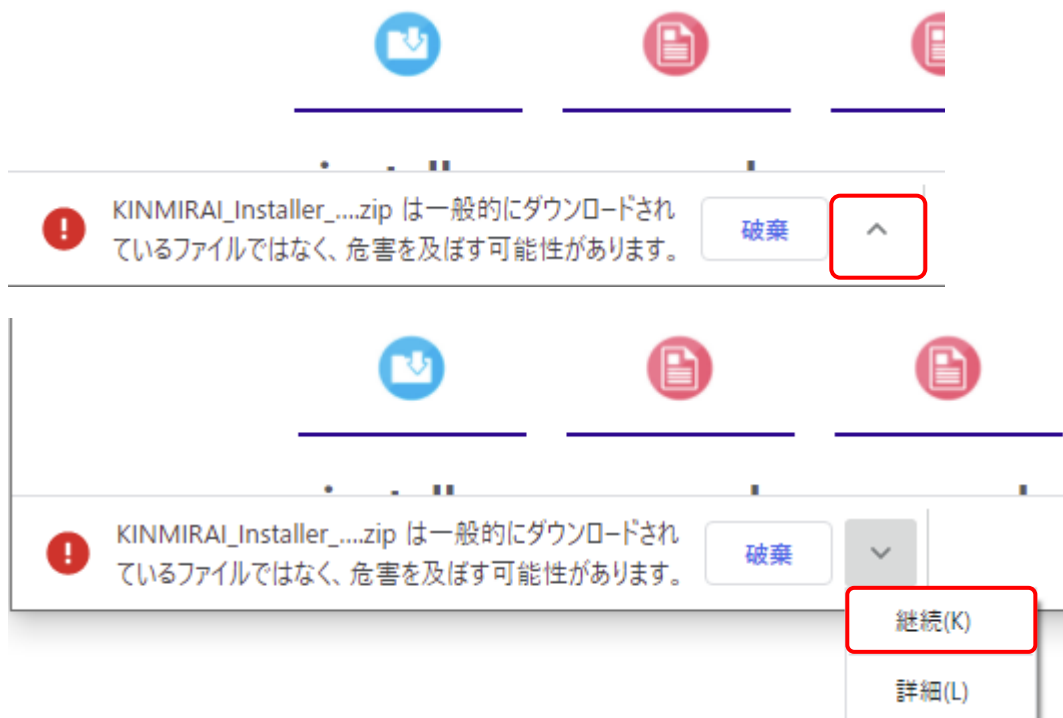 KINMIRAI_Installer_....zip は一般的にダウンロードされ
ているファイルではなく、危害を及ぼす可能性があります。
破棄
KINMIRAI_Installer_....zip は一般的にダウンロードされ
ているファイルではなく、危害を及ぼす可能性があります。
破棄
継続(K)
詳細(L)